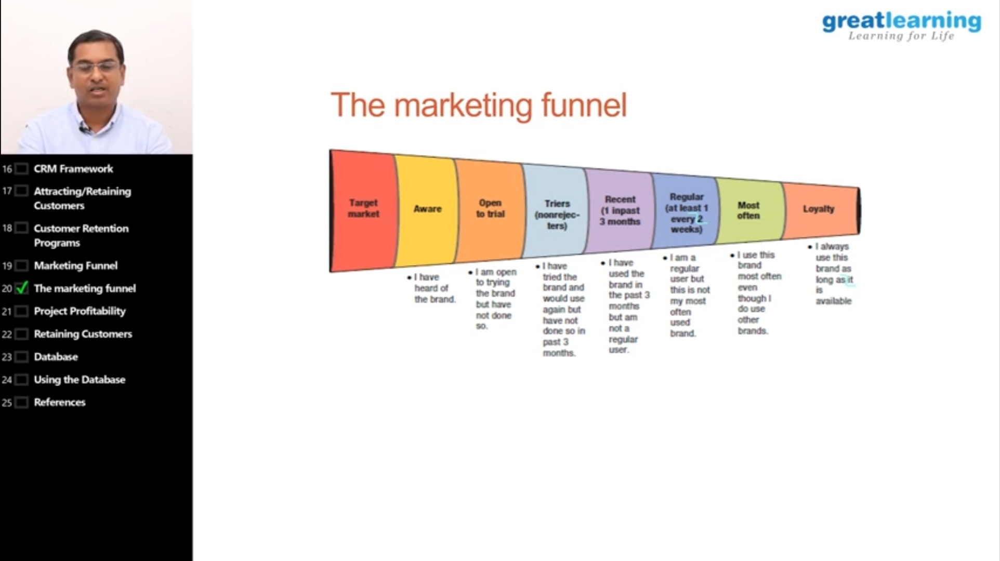 greatlearning
Learning for Life
16 CRM Framework
17 Attracting/Retaining
Customers
18 Customer Retention
Programs
19 Marketing Funnel
20 The marketing funnel
21 Project Profitability
22 Retaining Customers
23 Database
24 Using the Database
25 References
The marketing funnel
Target
market
Aware
Open
to trial
Triers
(nonrejec-
ters)
Recent
(1 inpast
3 months
Regular
(at least 1
every 2
weeks)
Most
often
Loyalty
• I have
heard of
the brand.
• I am open
to trying
the brand
but have
not done
so.
• I have
tried the
brand and
would use
again but
have not
done so in
past 3
months.
• I have
used the
brand in
the past 3
months
but am
not a
regular
user.
• I am a
regular
user but
this is not
my most
often
used
brand.
• I use this
brand
most often
even
though I
do use
other
brands.
• I always
use this
brand as
long as it
is
available